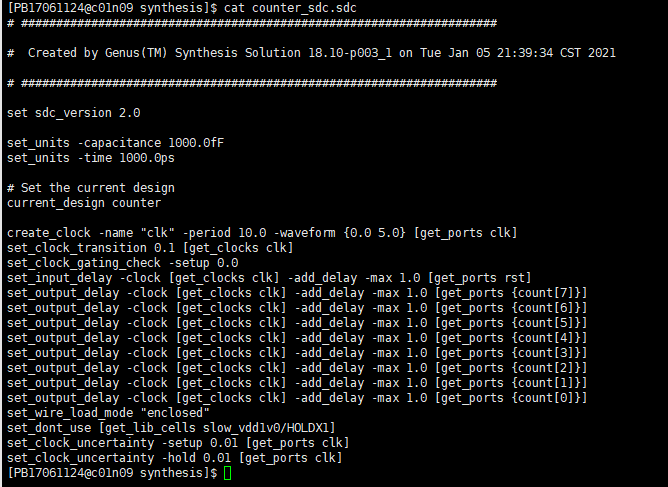 [PB17061124@c01n09 synthesis]$ cat counter_sdc.sdc
# ####################################################################
#  Created by Genus(TM) Synthesis Solution 18.10-p003_1 on Tue Jan 05 21:39:34 CST 2021
# ####################################################################
set sdc_version 2.0
set_units -capacitance 1000.0fF
set_units -time 1000.0ps
# Set the current design
current_design counter
create_clock -name "clk" -period 10.0 -waveform {0.0 5.0} [get_ports clk]
set_clock_transition 0.1 [get_clocks clk]
set_clock_gating_check -setup 0.0
set_input_delay -clock [get_clocks clk] -add_delay -max 1.0 [get_ports rst]
set_output_delay -clock [get_clocks clk] -add_delay -max 1.0 [get_ports {count[7]}]
set_output_delay -clock [get_clocks clk] -add_delay -max 1.0 [get_ports {count[6]}]
set_output_delay -clock [get_clocks clk] -add_delay -max 1.0 [get_ports {count[5]}]
set_output_delay -clock [get_clocks clk] -add_delay -max 1.0 [get_ports {count[4]}]
set_output_delay -clock [get_clocks clk] -add_delay -max 1.0 [get_ports {count[3]}]
set_output_delay -clock [get_clocks clk] -add_delay -max 1.0 [get_ports {count[2]}]
set_output_delay -clock [get_clocks clk] -add_delay -max 1.0 [get_ports {count[1]}]
set_output_delay -clock [get_clocks clk] -add_delay -max 1.0 [get_ports {count[0]}]
set_wire_load_mode "enclosed"
set_dont_use [get_lib_cells slow_vdd1v0/HOLDX1]
set_clock_uncertainty -setup 0.01 [get_ports clk]
set_clock_uncertainty -hold 0.01 [get_ports clk]
[PB17061124@c01n09 synthesis]$